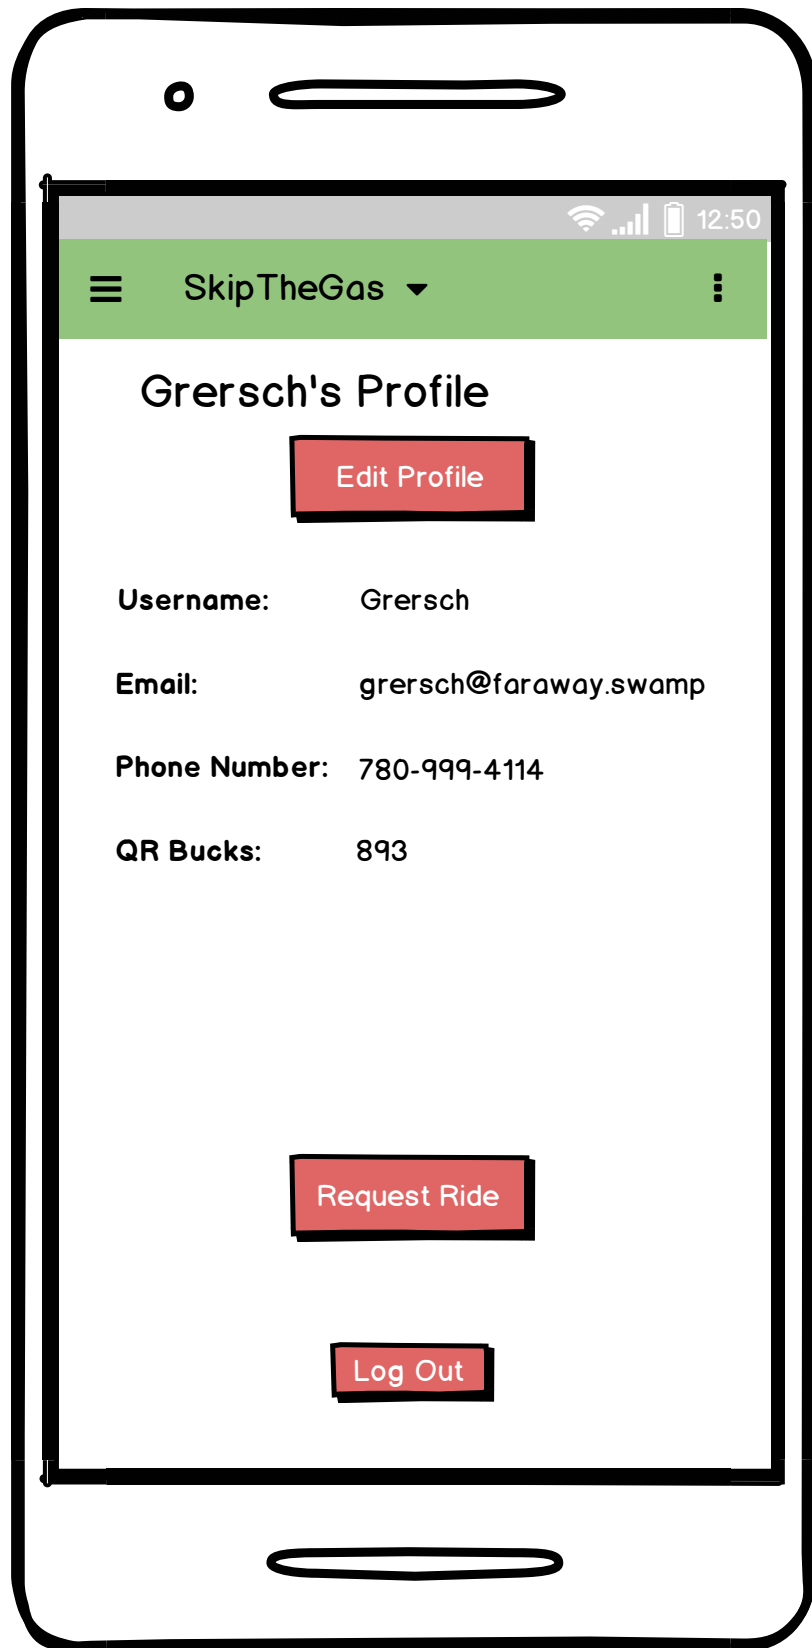 12:50
SkipTheGas
Grersch's Profile
Edit Profile
Username: Grersch
Email: grersch@faraway.swamp
Phone Number: 780-999-4114
QR Bucks: 893
Request Ride
Log Out